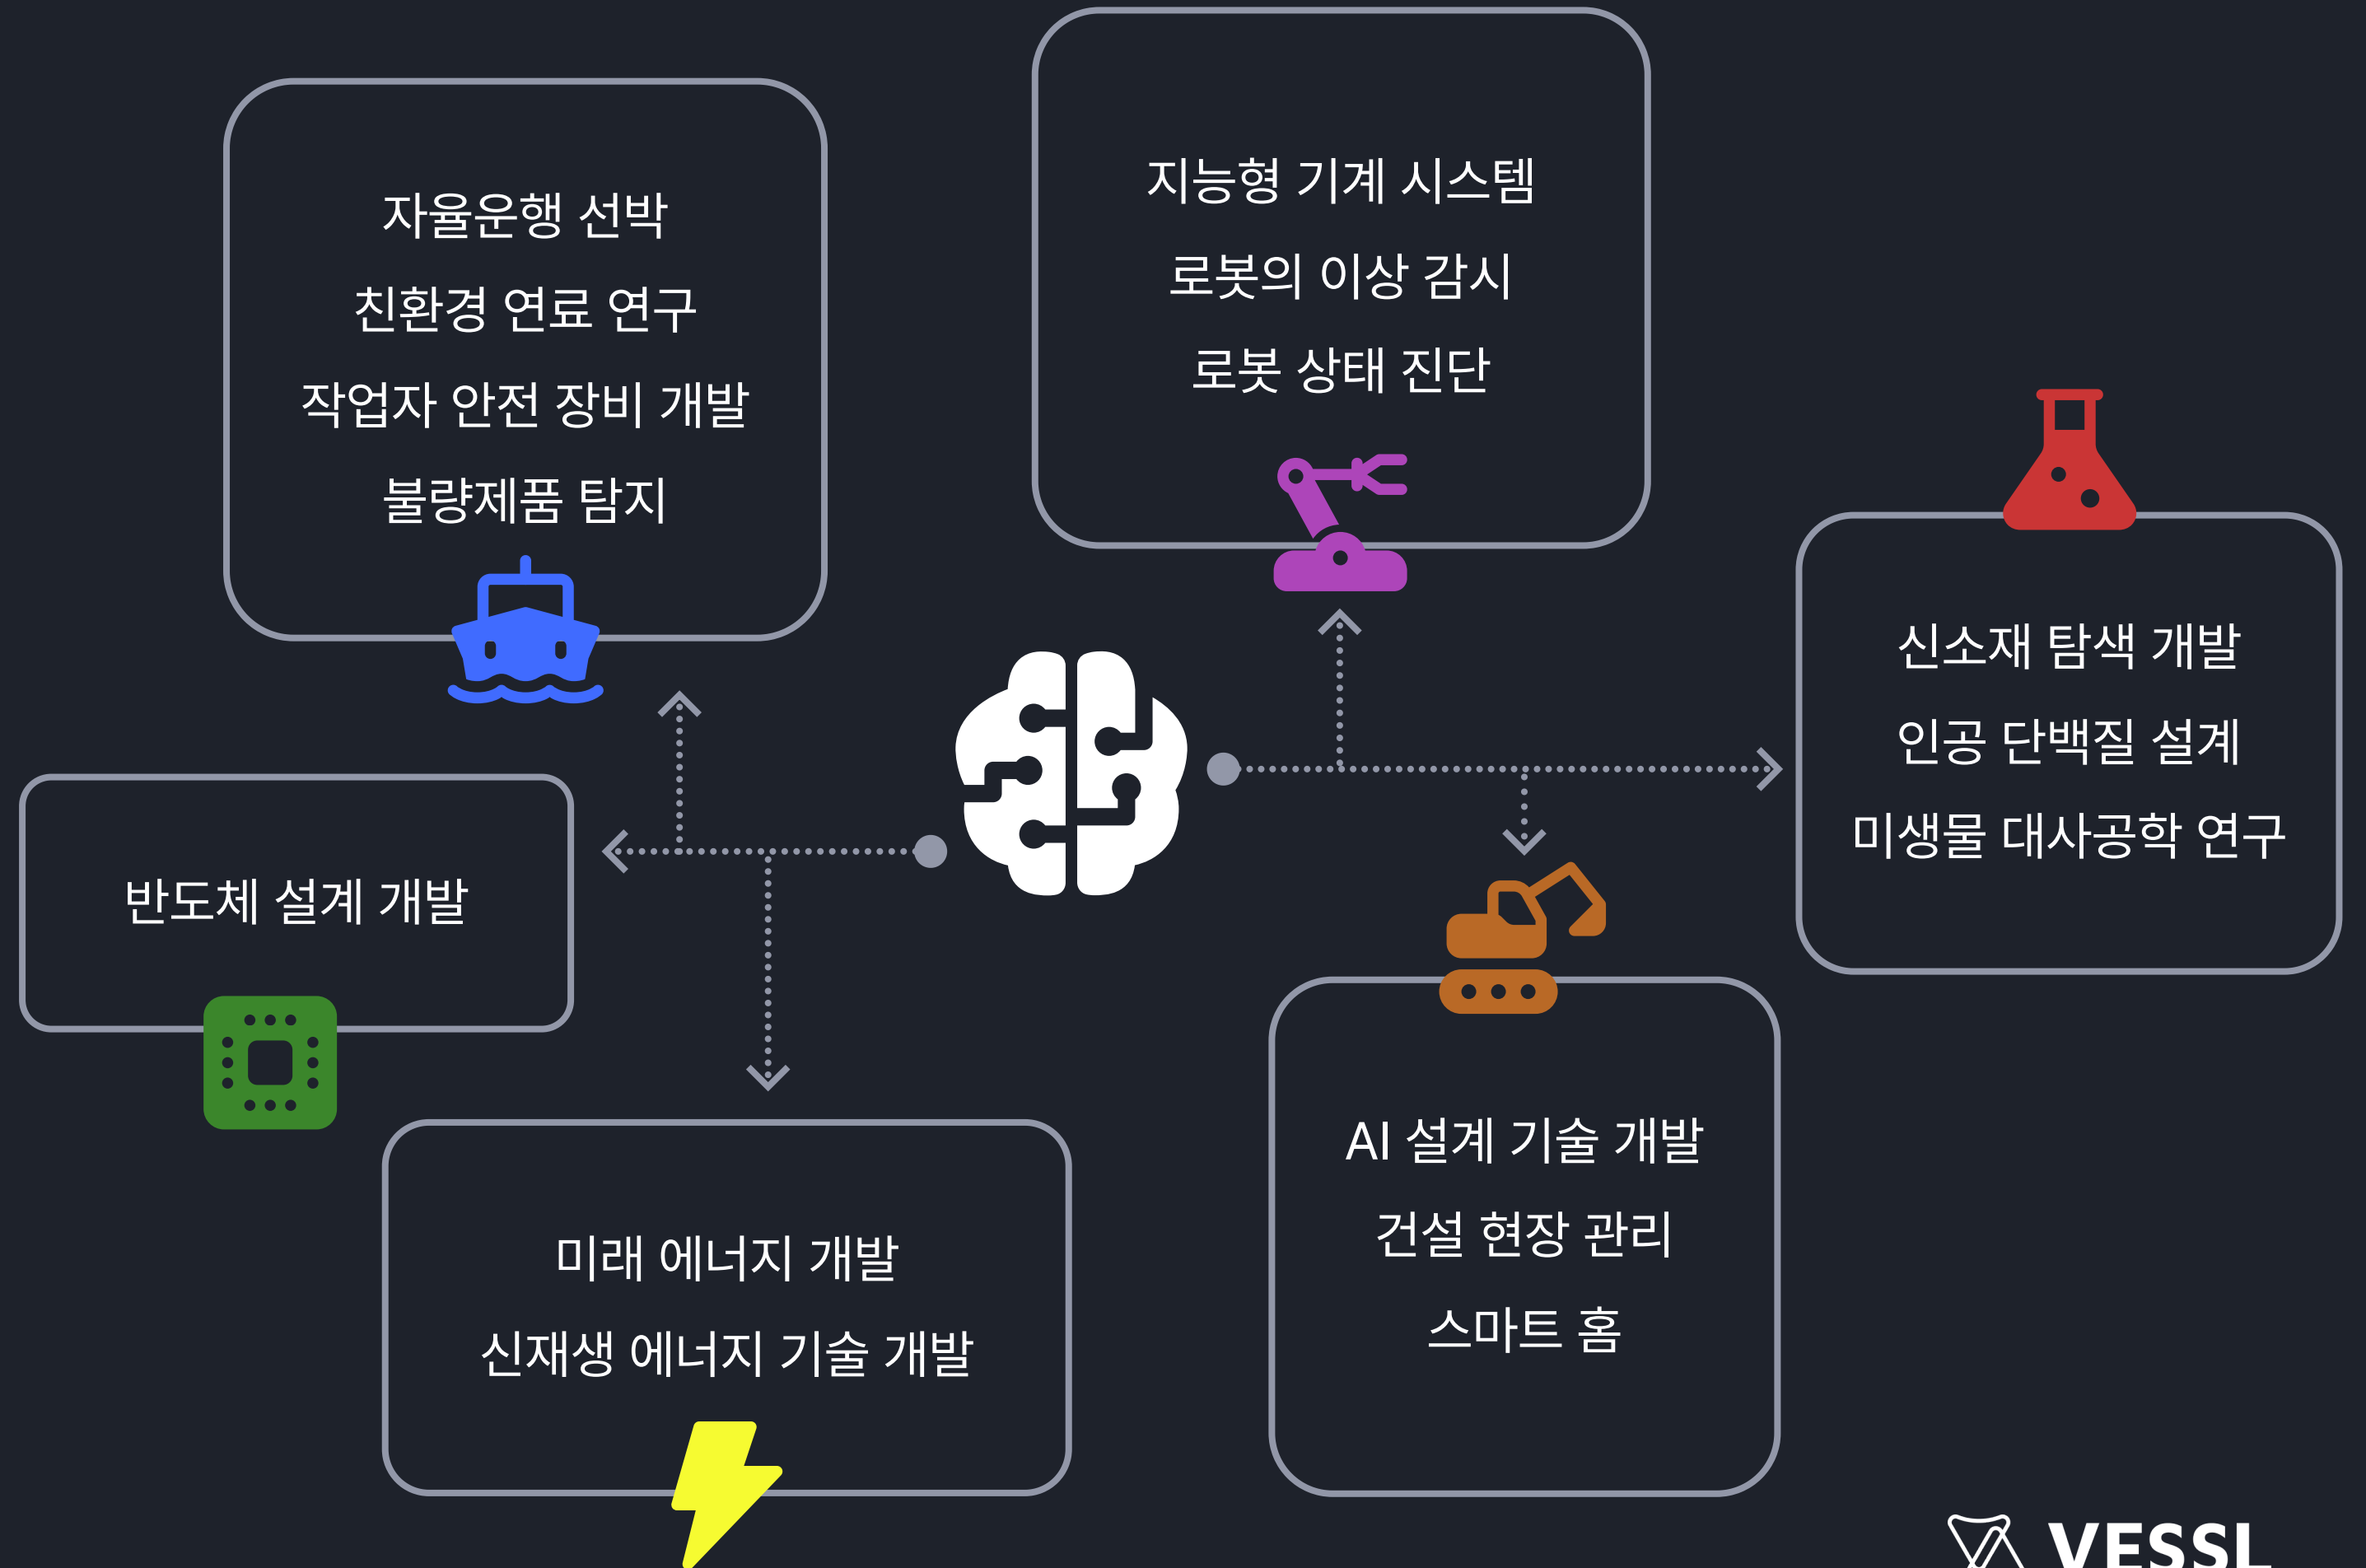 자율운행 선박
친환경 연료 연구
작업자 안전 장비 개발
불량제품 탐지
지능형 기계 시스템
로봇의 이상 감지
로봇 상태 진단
신소재 탐색 개발
인공 단백질 설계
미생물 대사공학 연구
반도체 설계 개발
미래 에너지 개발
신재생 에너지 기술 개발
AI 설계 기술 개발
건설 현장 관리
스마트 홈
VESSL